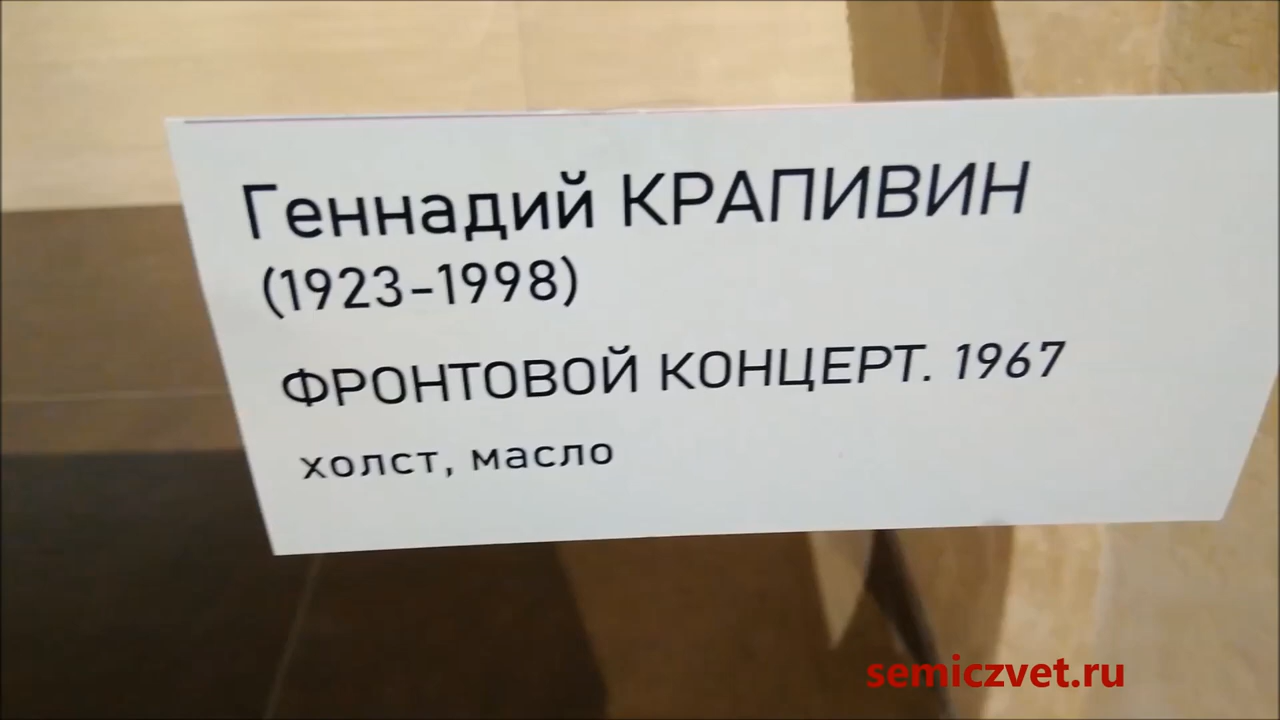 Геннадий КРАПИВИН
(1923-1998)
ФРОНТОВОЙ КОНЦЕРТ. 1967
холст, масло
semiczvet.ru